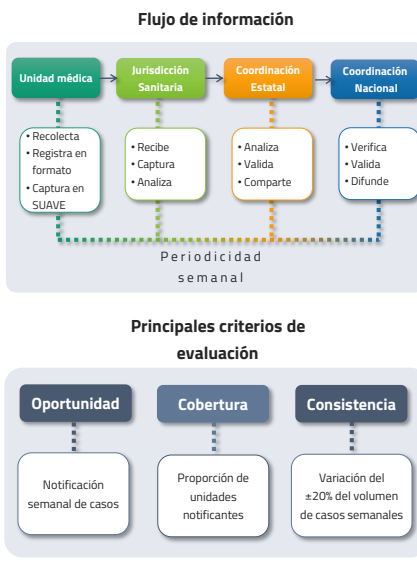 Flujo de información
Unidad médica
Jurisdicción
Sanitaria
Coordinación
Estatal
Coordinación
Nacional
• Recolecta
• Registra en
formato
• Captura en
SUAVE
• Recibe
• Captura
• Analiza
• Analiza
• Valida
• Comparte
• Verifica
• Valida
• Difunde
Periodicidad
semanal
Principales criterios de
evaluación
Oportunidad
Cobertura
Consistencia
Notificación
semanal de casos
Proporción de
unidades
notificantes
Variación del
±20% del volumen
de casos semanales